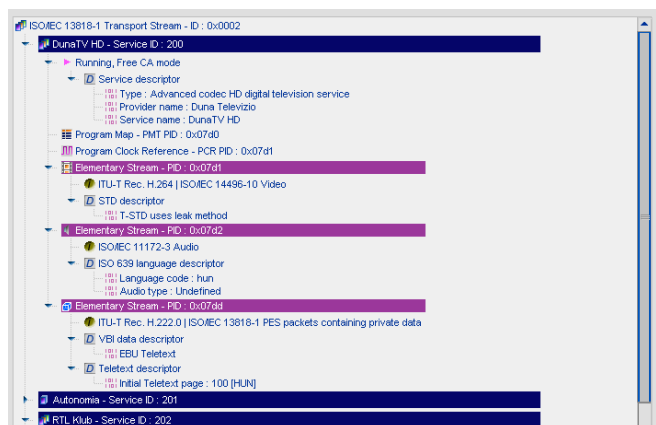 ISO/IEC 13818-1 Transport Stream - ID : 0x0002
DunaTV HD - Service ID : 200
Running, Free CA mode
D Service descriptor
Type : Advanced codec HD digital television service
Provider name : Duna Televizio
Service name : DunaTV HD
Program Map - PMT PID : 0x07d0
Program Clock Reference - PCR PID : 0x07d1
Elementary Stream - PID : 0x07d1
ITU-T Rec. H.264 | ISO/IEC 14496-10 Video
D STD descriptor
T-STD uses leak method
Elementary Stream - PID : 0x07d2
ISO/IEC 11172-3 Audio
D ISO 639 language descriptor
Language code : hun
Audio type : Undefined
Elementary Stream - PID : 0x07dd
ITU-T Rec. H.222.0 | ISO/IEC 13818-1 PES packets containing private data
D VBI data descriptor
EBU Teletext
D Teletext descriptor
Initial Teletext page : 100 [HUN]
Autonomia - Service ID : 201
RTL Klub - Service ID : 202